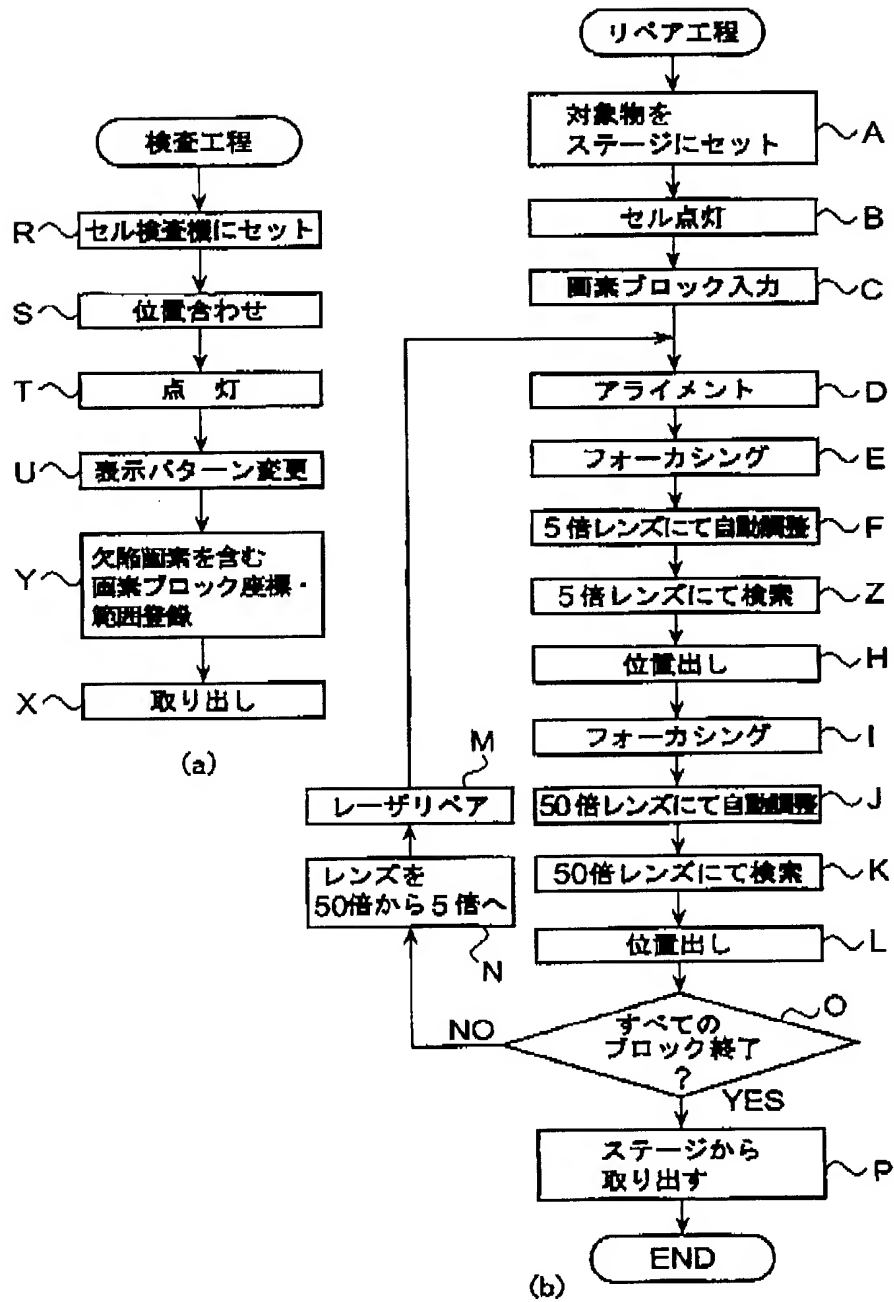 検査工程
R
セル検査機にセット
S
位置合わせ
T
点 灯
U
表示パターン変更
Y
欠陥画素を含む
画素ブロック座標・
範囲登録
X
取り出し
(a)
リペア工程
対象物を
ステージにセット
A
セル点灯
B
画素ブロック入力
C
アライメント
D
フォーカシング
E
5倍レンズにて自動調整
F
5倍レンズにて検索
Z
位置出し
H
フォーカシング
I
50倍レンズにて自動調整
J
50倍レンズにて検索
K
位置出し
L
すべての
ブロック終了
?
O
NO
YES
M
レーザリペア
レンズを
50倍から5倍へ
N
ステージから
取り出す
P
END
(b)